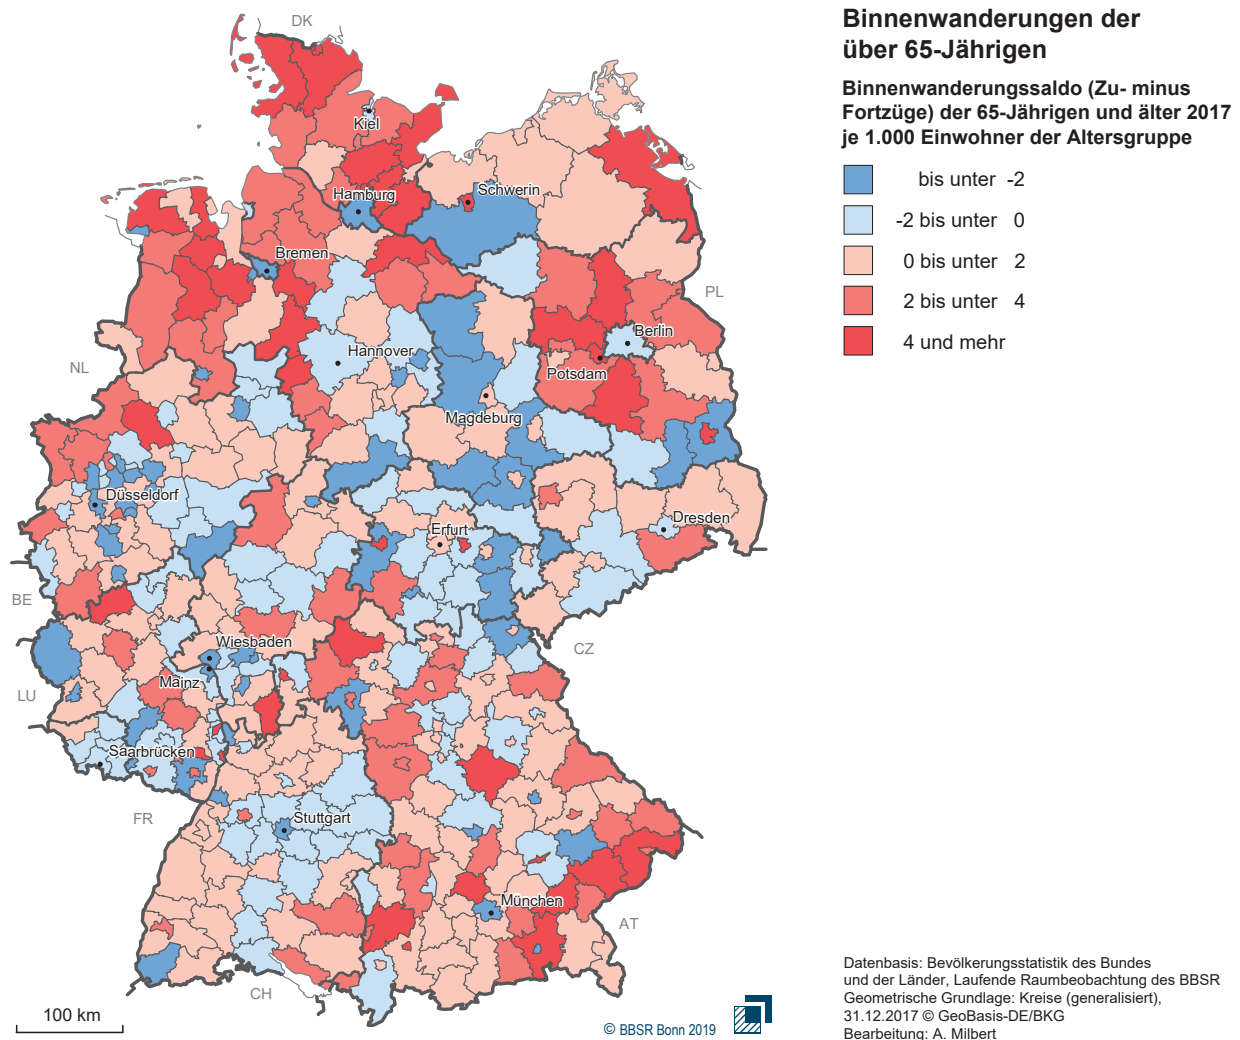 Binnenwanderungen der
über 65-Jährigen
Binnenwanderungssaldo (Zu- minus
Fortzüge) der 65-Jährigen und älter 2017
je 1.000 Einwohner der Altersgruppe
bis unter -2
-2 bis unter 0
0 bis unter 2
2 bis unter 4
4 und mehr
DK
Kiel
Hamburg
Schwerin
Bremen
PL
Berlin
Hannover
NL
Potsdam
Magdeburg
Düsseldorf
Dresden
Erfurt
BE
Wiesbaden
CZ
Mainz
LU
Saarbrücken
FR
Stuttgart
München
AT
CH
100 km
© BBSR Bonn 2019
Datenbasis: Bevölkerungsstatistik des Bundes
und der Länder, Laufende Raumbeobachtung des BBSR
Geometrische Grundlage: Kreise (generalisiert),
31.12.2017 © GeoBasis-DE/BKG
Bearbeitung: A. Milbert